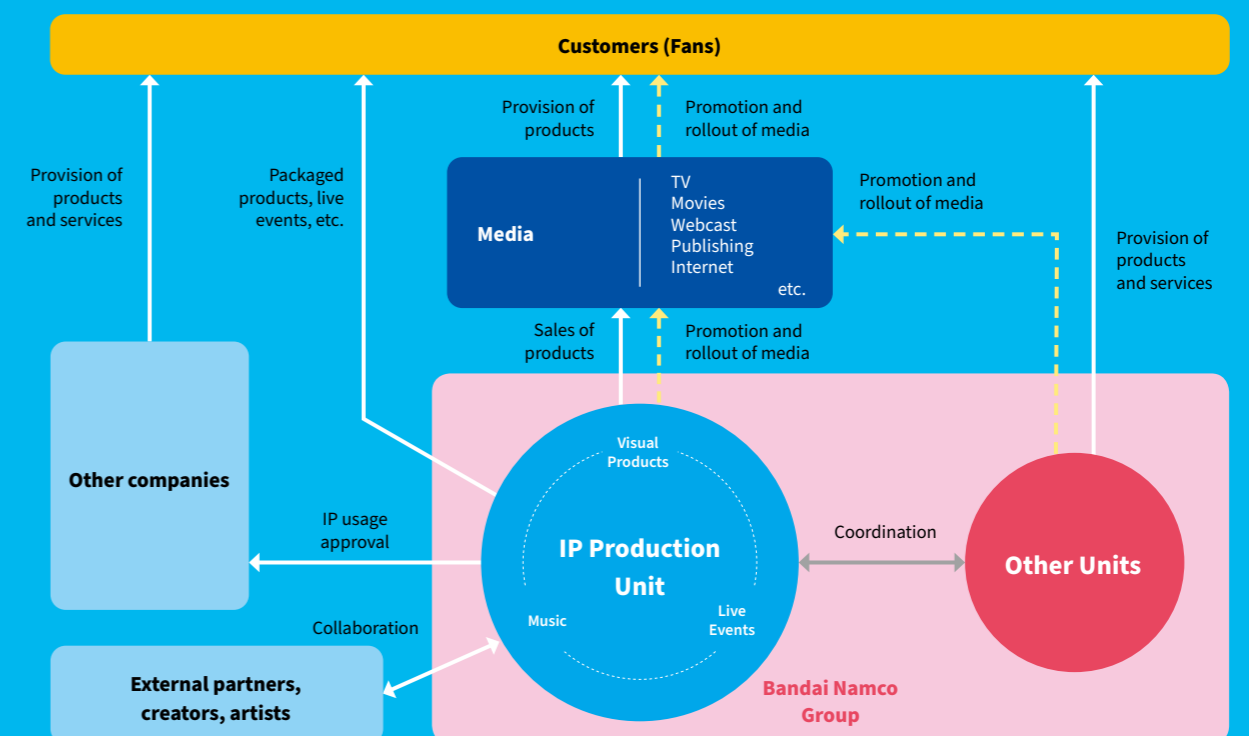 Customers (Fans)
Provision of
products
and services
Packaged
products, live
events, etc.
Provision of
products
Promotion and
rollout of media
Media
TV
Movies
Webcast
Publishing
Internet
etc.
Promotion and
rollout of media
Provision of
products
and services
Sales of
products
Promotion and
rollout of media
Other companies
IP usage
approval
Visual
Products
IP Production
Unit
Music
Live
Events
Coordination
Other Units
Collaboration
External partners,
creators, artists
Bandai Namco
Group